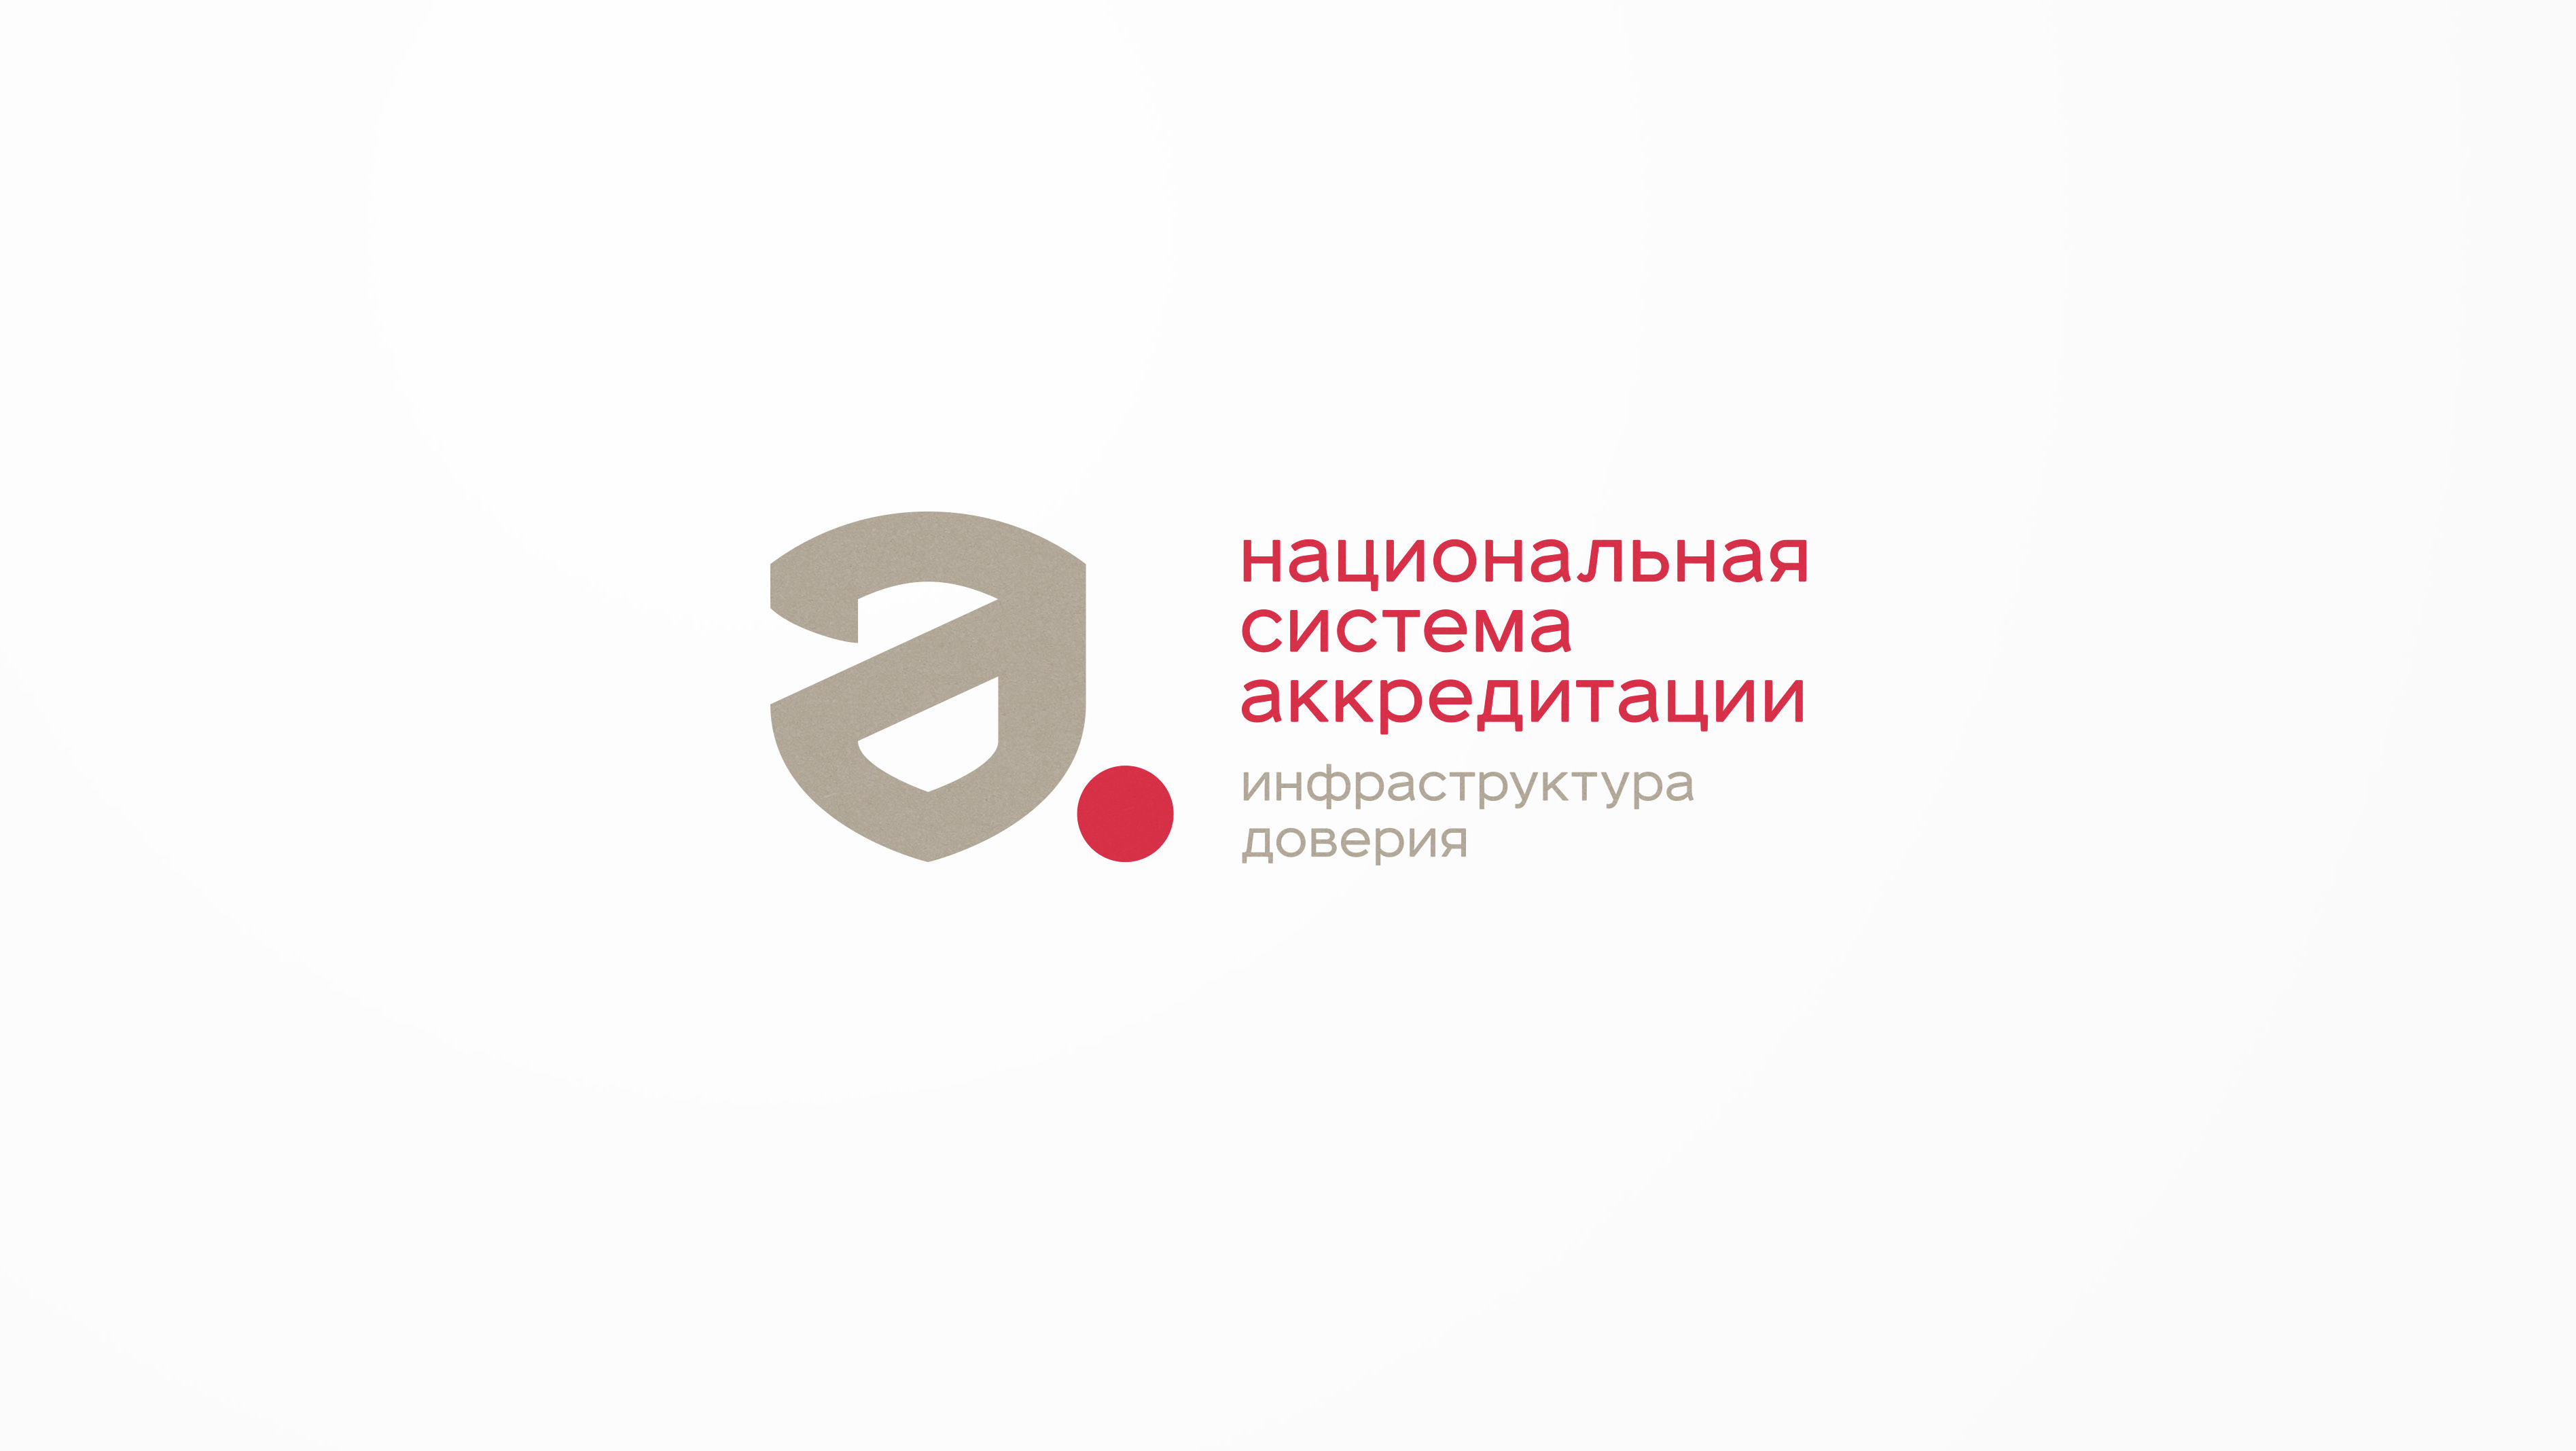 а.
национальная
система
аккредитации
инфраструктура
доверия